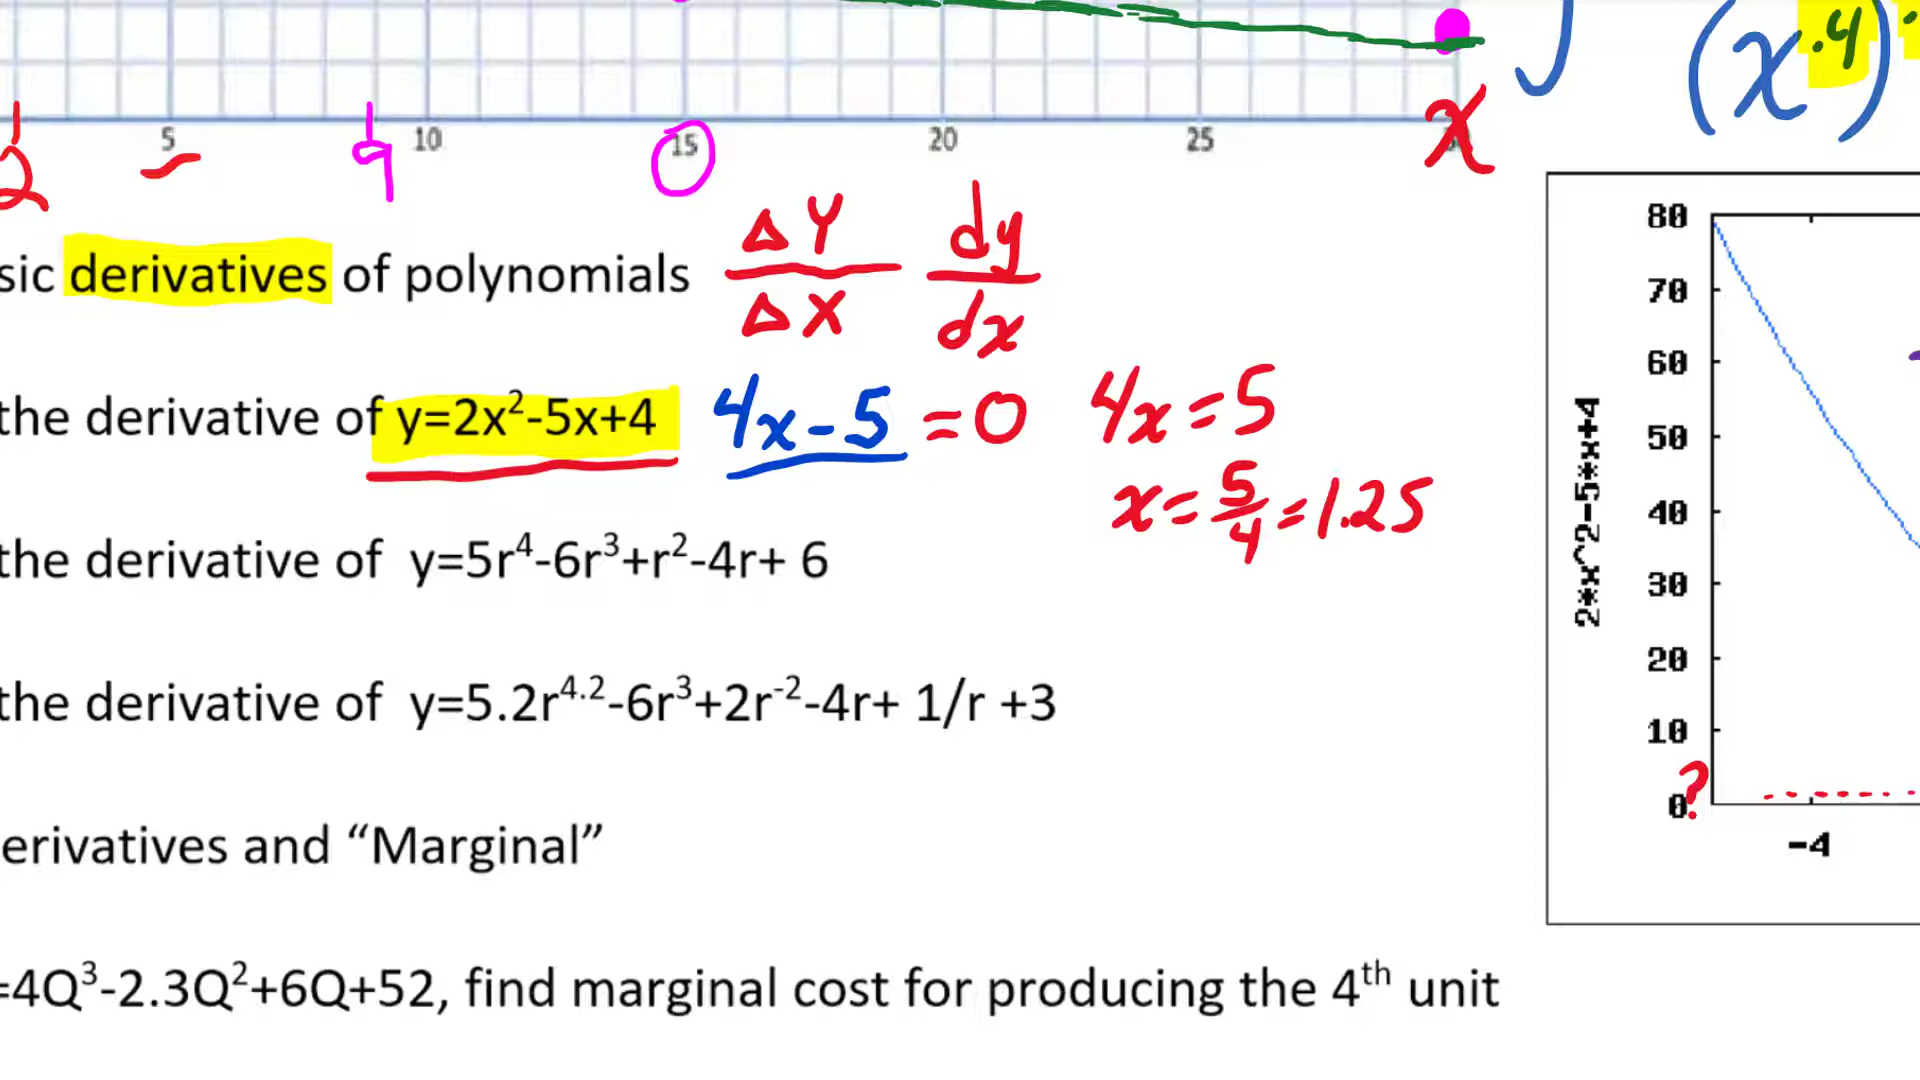 (x^.4)
5 10 15 20 25
2 - 9 x
ΔY/ΔX dy/dx
sic derivatives of polynomials
the derivative of y=2x²-5x+4 4x-5 =0 4x=5
x=5/4=1.25
the derivative of y=5r⁴-6r³+r²-4r+ 6
the derivative of y=5.2r⁴·²-6r³+2r⁻²-4r+ 1/r +3
erivatives and “Marginal”
=4Q³-2.3Q²+6Q+52, find marginal cost for producing the 4ᵗʰ unit
2*x^2-5*x+4
80
70
60
50
40
30
20
10
0 ?
-4